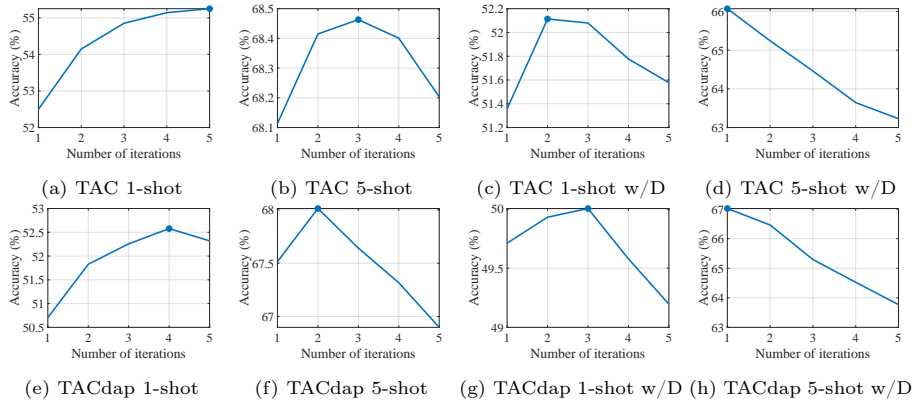 55
54
53
52
Accuracy (%)
1 2 3 4 5
Number of iterations
(a) TAC 1-shot
68.5
68.4
68.3
68.2
68.1
Accuracy (%)
1 2 3 4 5
Number of iterations
(b) TAC 5-shot
52.2
52
51.8
51.6
51.4
51.2
Accuracy (%)
1 2 3 4 5
Number of iterations
(c) TAC 1-shot w/D
66
65
64
63
Accuracy (%)
1 2 3 4 5
Number of iterations
(d) TAC 5-shot w/D
53
52.5
52
51.5
51
50.5
Accuracy (%)
1 2 3 4 5
Number of iterations
(e) TACdap 1-shot
68
67.5
67
Accuracy (%)
1 2 3 4 5
Number of iterations
(f) TACdap 5-shot
50
49.5
49
Accuracy (%)
1 2 3 4 5
Number of iterations
(g) TACdap 1-shot w/D
67
66
65
64
63
Accuracy (%)
1 2 3 4 5
Number of iterations
(h) TACdap 5-shot w/D